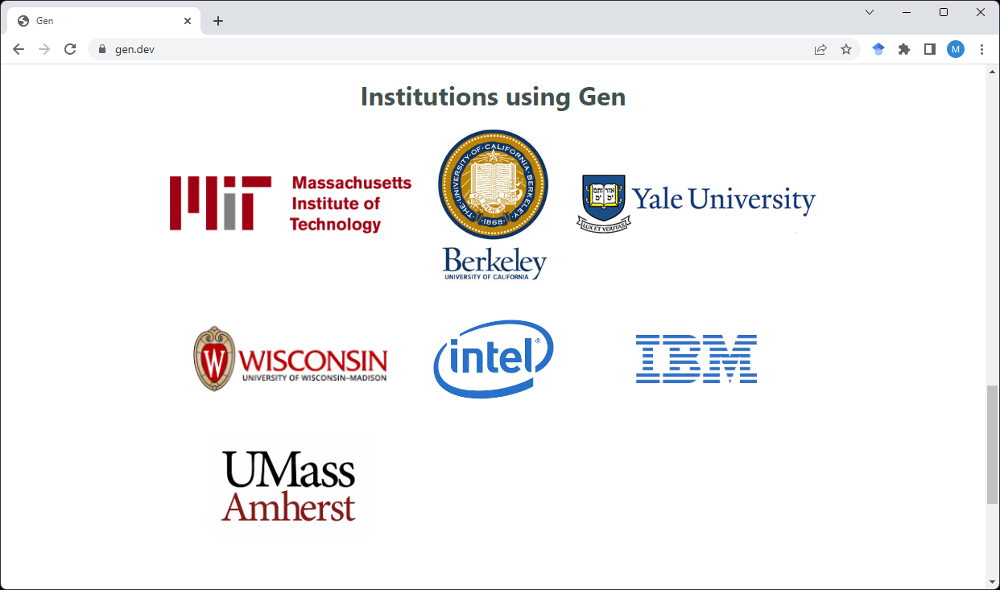 Gen
gen.dev
M
Institutions using Gen
MIT
Massachusetts
Institute of
Technology
THE·UNIVERSITY·OF·CALIFORNIA·BERKELEY·
LET THERE BE LIGHT
·1868·
Berkeley
UNIVERSITY OF CALIFORNIA
אורים
ותמים
LUX ET VERITAS
Yale University
W
WISCONSIN
UNIVERSITY OF WISCONSIN–MADISON
intel®
IBM
UMass
Amherst